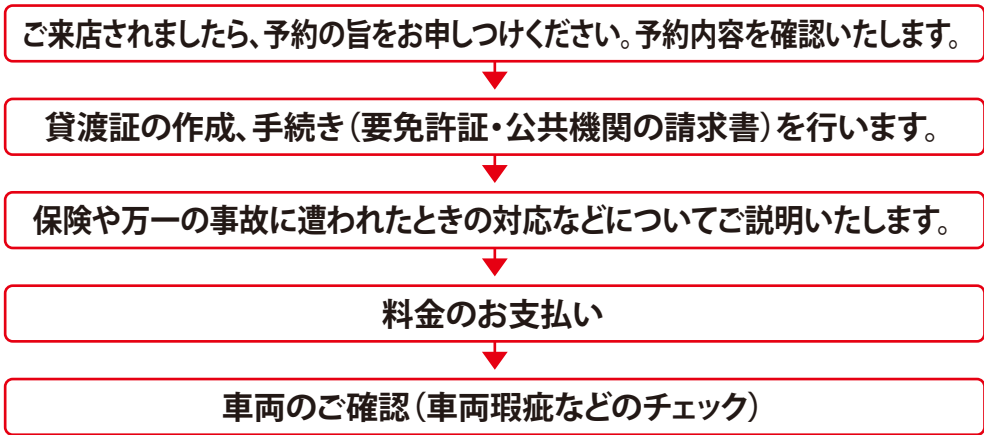 ご来店されましたら、予約の旨をお申しつけください。予約内容を確認いたします。
貸渡証の作成、手続き（要免許証・公共機関の請求書）を行います。
保険や万一の事故に遭われたときの対応などについてご説明いたします。
料金のお支払い
車両のご確認（車両瑕疵などのチェック）